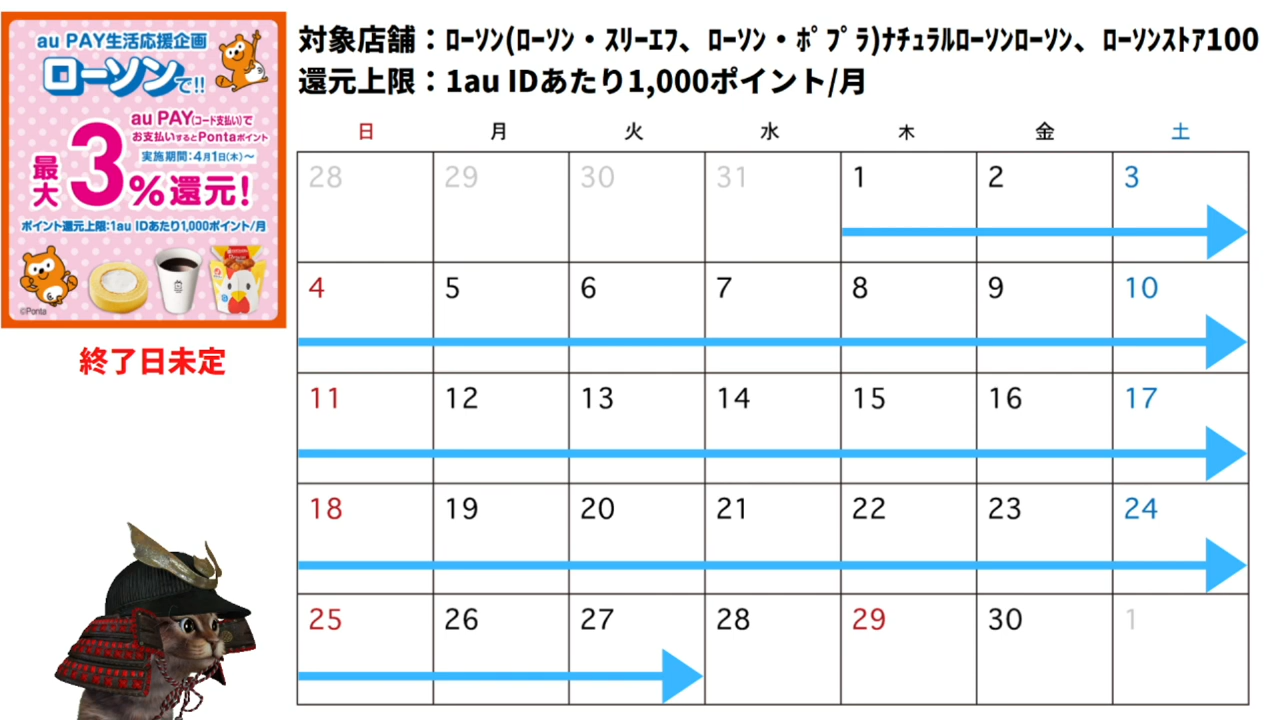 au PAY生活応援企画
ローソンで!!
au PAY(コード支払い)で
お支払いするとPontaポイント
実施期間:4月1日(木)～
最大3%還元!
ポイント還元上限:1au IDあたり1,000ポイント/月
©Ponta
終了日未定
対象店舗：ﾛｰｿﾝ(ﾛｰｿﾝ・ｽﾘｰｴﾌ、ﾛｰｿﾝ・ﾎﾟﾌﾟﾗ)ﾅﾁｭﾗﾙﾛｰｿﾝﾛｰｿﾝ、ﾛｰｿﾝｽﾄｱ100
還元上限：1au IDあたり1,000ポイント/月
日 月 火 水 木 金 土
28 29 30 31 1 2 3
4 5 6 7 8 9 10
11 12 13 14 15 16 17
18 19 20 21 22 23 24
25 26 27 28 29 30 1